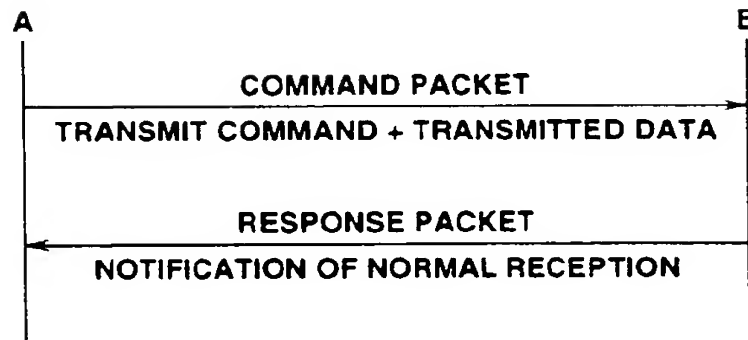 A
COMMAND PACKET
TRANSMIT COMMAND + TRANSMITTED DATA
RESPONSE PACKET
NOTIFICATION OF NORMAL RECEPTION